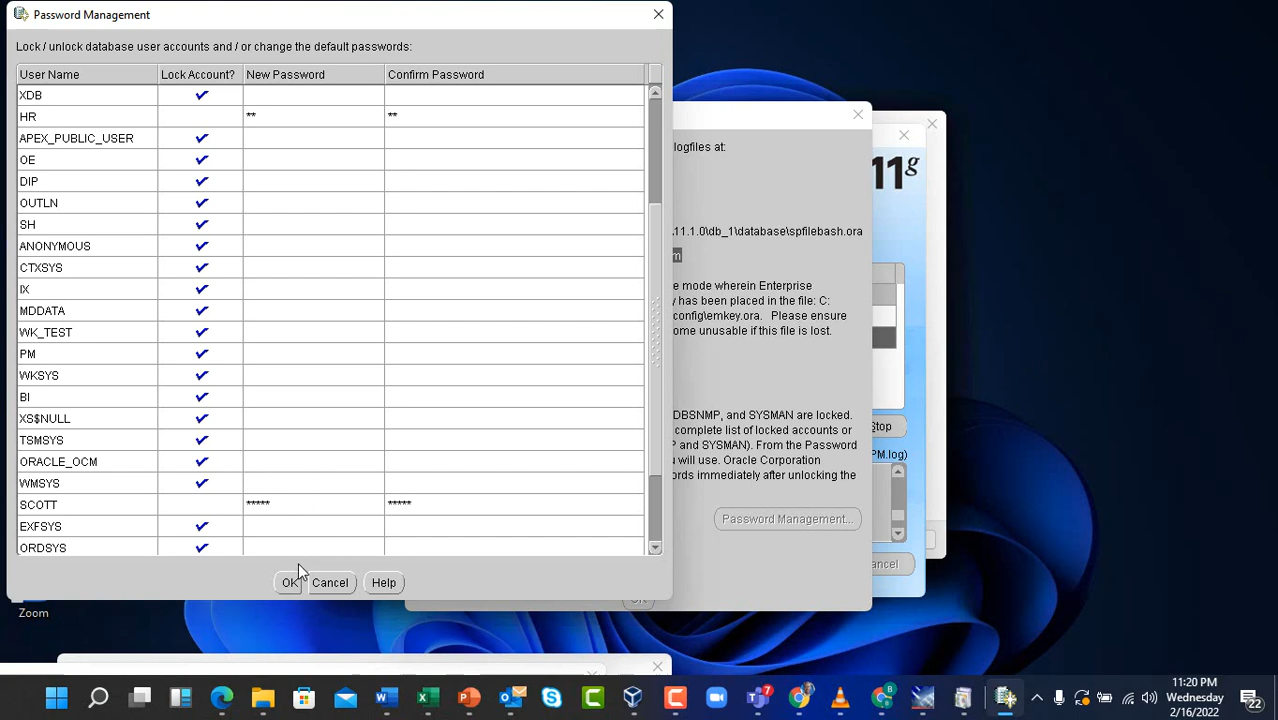 Password Management
Lock / unlock database user accounts and / or change the default passwords:
User Name Lock Account? New Password Confirm Password
XDB
HR ** **
APEX_PUBLIC_USER
OE
DIP
OUTLN
SH
ANONYMOUS
CTXSYS
IX
MDDATA
WK_TEST
PM
WKSYS
BI
XS$NULL
TSMSYS
ORACLE_OCM
WMSYS
SCOTT ***** *****
EXFSYS
ORDSYS
OK Cancel Help
logfiles at:
11.1.0\db_1\database\spfilebash.ora
m
e mode wherein Enterprise
y has been placed in the file: C:
config\emkey.ora. Please ensure
ome unusable if this file is lost.
DBSNMP, and SYSMAN are locked.
complete list of locked accounts or
P and SYSMAN). From the Password
u will use. Oracle Corporation
rds immediately after unlocking the
Password Management...
11g
Stop
PM.log)
ancel
Zoom
7
B
11:20 PM
Wednesday
2/16/2022
22